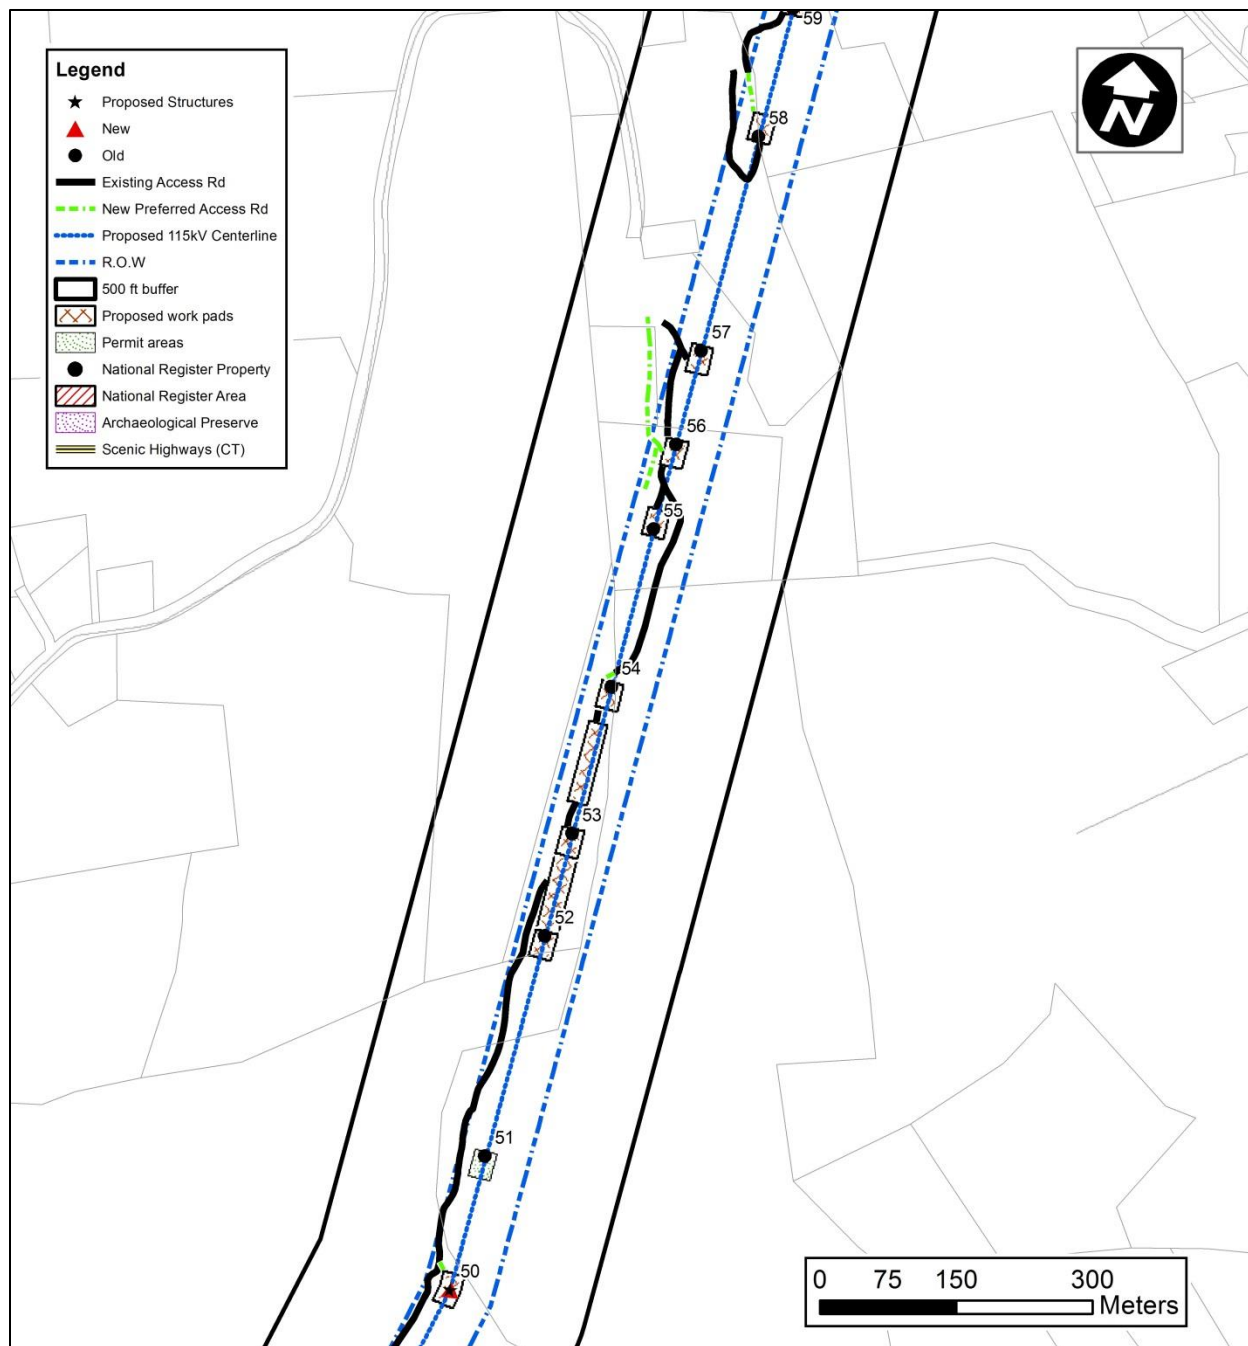 Legend
Proposed Structures
New
Old
Existing Access Rd
New Preferred Access Rd
Proposed 115kV Centerline
R.O.W
500 ft buffer
Proposed work pads
Permit areas
National Register Property
National Register Area
Archaeological Preserve
Scenic Highways (CT)
N
59
58
57
56
55
54
53
52
51
50
0 75 150 300
Meters